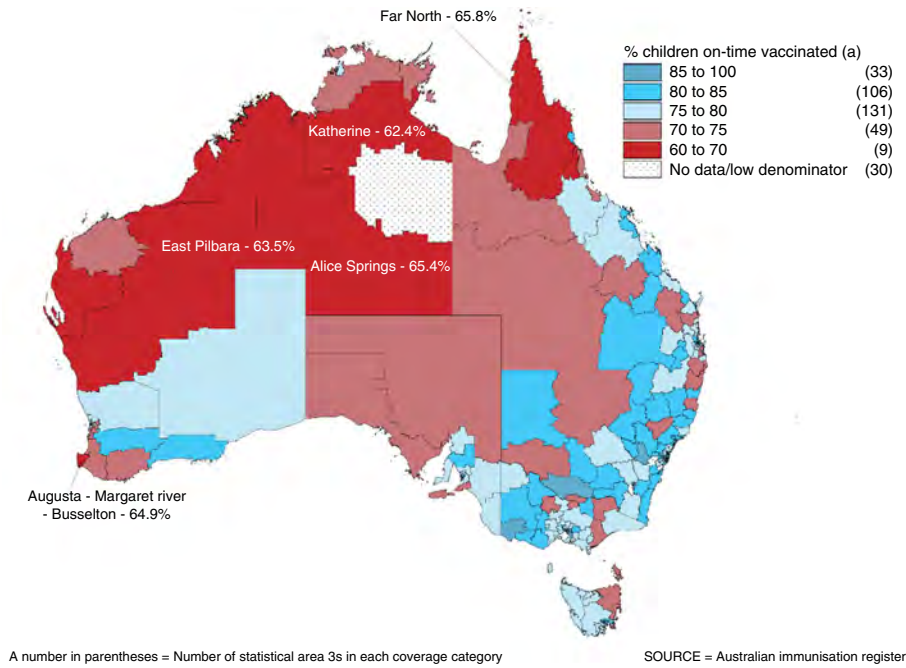 Far North - 65.8%
% children on-time vaccinated (a)
85 to 100 (33)
80 to 85 (106)
75 to 80 (131)
70 to 75 (49)
60 to 70 (9)
No data/low denominator (30)
Katherine - 62.4%
East Pilbara - 63.5%
Alice Springs - 65.4%
Augusta - Margaret river
- Busselton - 64.9%
A number in parentheses = Number of statistical area 3s in each coverage category
SOURCE = Australian immunisation register